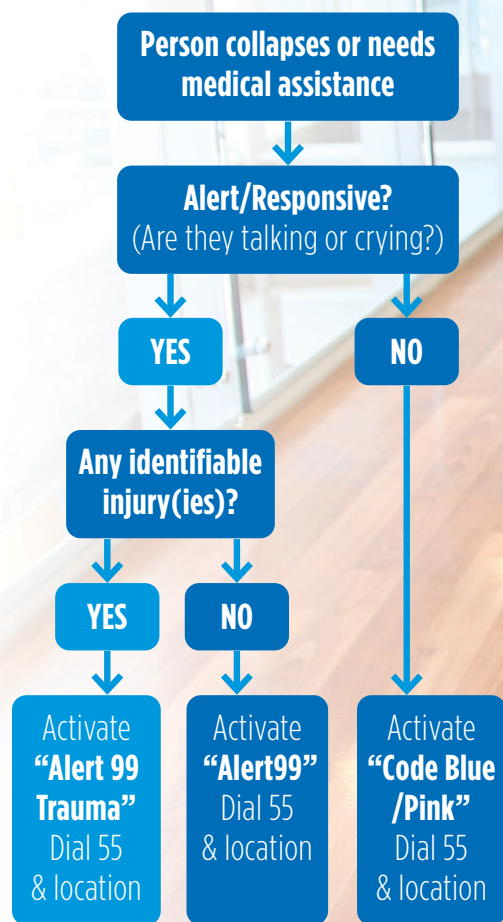 Person collapses or needs
medical assistance
Alert/Responsive?
(Are they talking or crying?)
YES
NO
Any identifiable
injury(ies)?
YES
NO
Activate
“Alert 99
Trauma”
Dial 55
& location
Activate
“Alert99”
Dial 55
& location
Activate
“Code Blue
/Pink”
Dial 55
& location